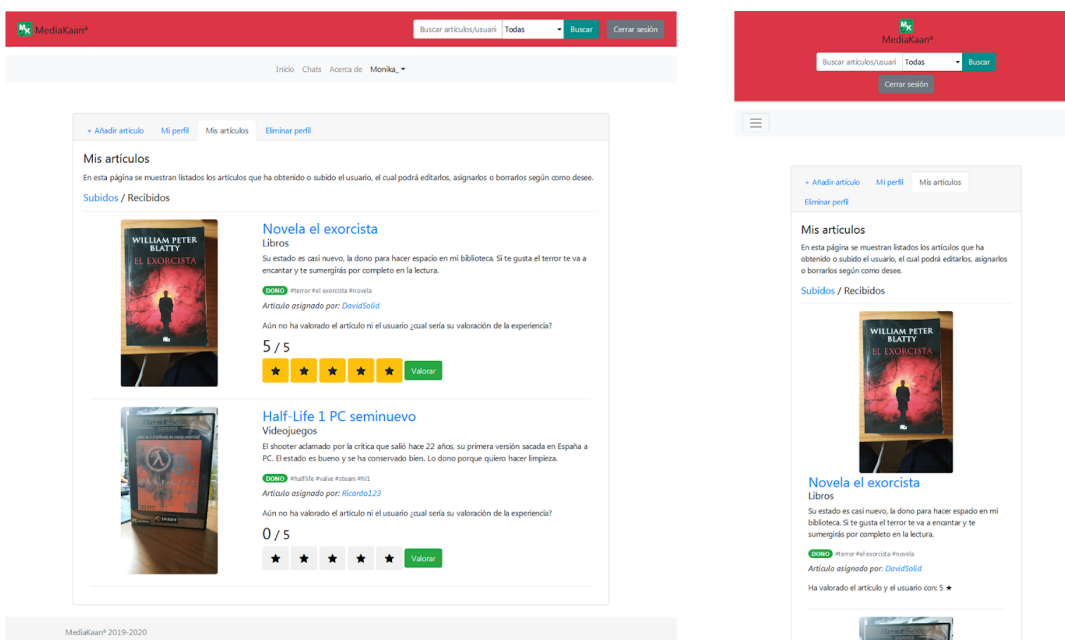 MediaKaan®
Buscar artículos/usuari Todas Buscar Cerrar sesión
Inicio Chats Acerca de Monika_
+ Añadir artículo Mi perfil Mis artículos Eliminar perfil
Mis artículos
En esta página se muestran listados los artículos que ha obtenido o subido el usuario, el cual podrá editarlos, asignarlos o borrarlos según como desee.
Subidos / Recibidos
WILLIAM PETER
BLATTY
EL EXORCISTA
Novela el exorcista
Libros
Su estado es casi nuevo, la dono para hacer espacio en mi biblioteca. Si te gusta el terror te va a
encantar y te sumergirás por completo en la lectura.
DONO #terror #el exorcista #novela
Artículo asignado por: DavidSolid
Aún no ha valorado el artículo ni el usuario ¿cual sería su valoración de la experiencia?
5 / 5
Valorar
HALF-LIFE
Half-Life 1 PC seminuevo
Videojuegos
El shooter aclamado por la crítica que salió hace 22 años, su primera versión sacada en España a
PC. El estado es bueno y se ha conservado bien. Lo dono porque quiero hacer limpieza.
DONO #halflife #valve #steam #hl1
Artículo asignado por: Ricardo123
Aún no ha valorado el artículo ni el usuario ¿cual sería su valoración de la experiencia?
0 / 5
Valorar
MediaKaan® 2019-2020
MediaKaan®
Buscar artículos/usuari Todas Buscar
Cerrar sesión
+ Añadir artículo Mi perfil Mis artículos
Eliminar perfil
Mis artículos
En esta página se muestran listados los artículos que ha
obtenido o subido el usuario, el cual podrá editarlos, asignarlos
o borrarlos según como desee.
Subidos / Recibidos
WILLIAM PETER
BLATTY
EL EXORCISTA
Novela el exorcista
Libros
Su estado es casi nuevo, la dono para hacer espacio en mi
biblioteca. Si te gusta el terror te va a encantar y te
sumergirás por completo en la lectura.
DONO #terror #el exorcista #novela
Artículo asignado por: DavidSolid
Ha valorado el artículo y el usuario con: 5 ★